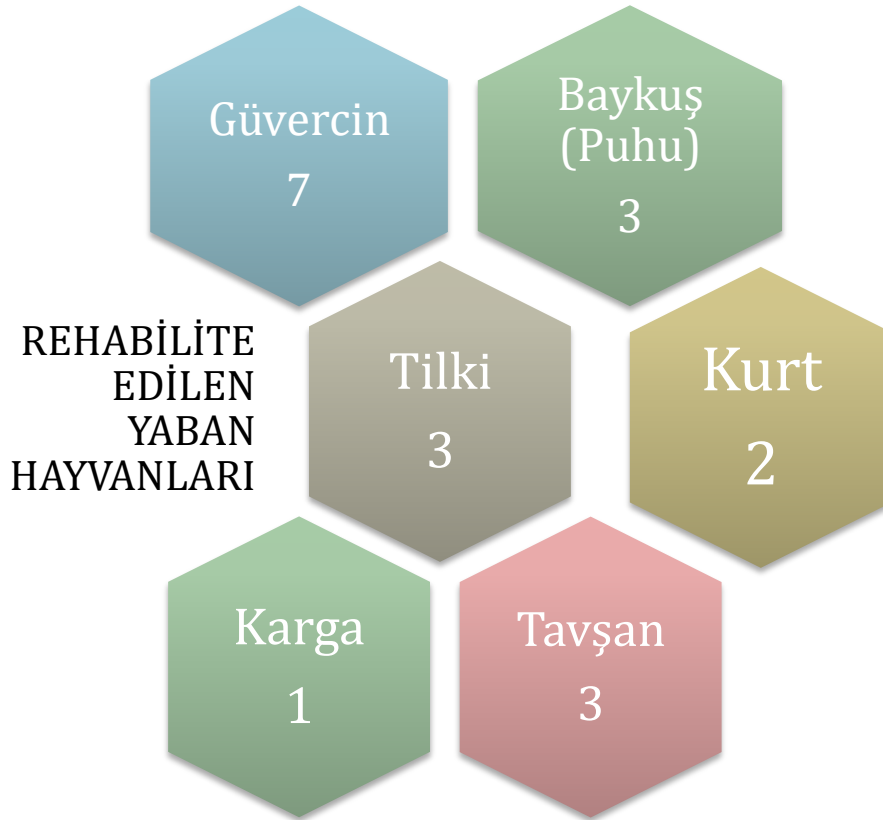 Güvercin
7
Baykuş
(Puhu)
3
REHABİLİTE
EDİLEN
YABAN
HAYVANLARI
Tilki
3
Kurt
2
Karga
1
Tavşan
3